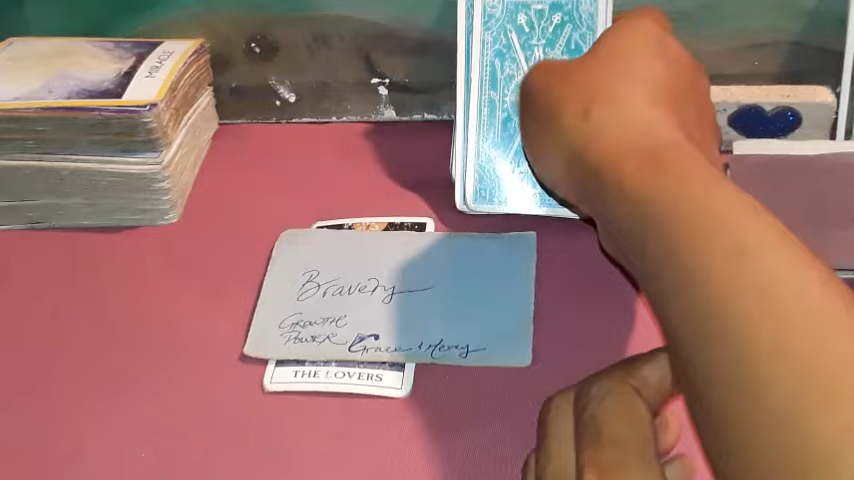 MIRACLE
Bravery
GROWTH
POWER
Grace & Mercy
THE LOVERS